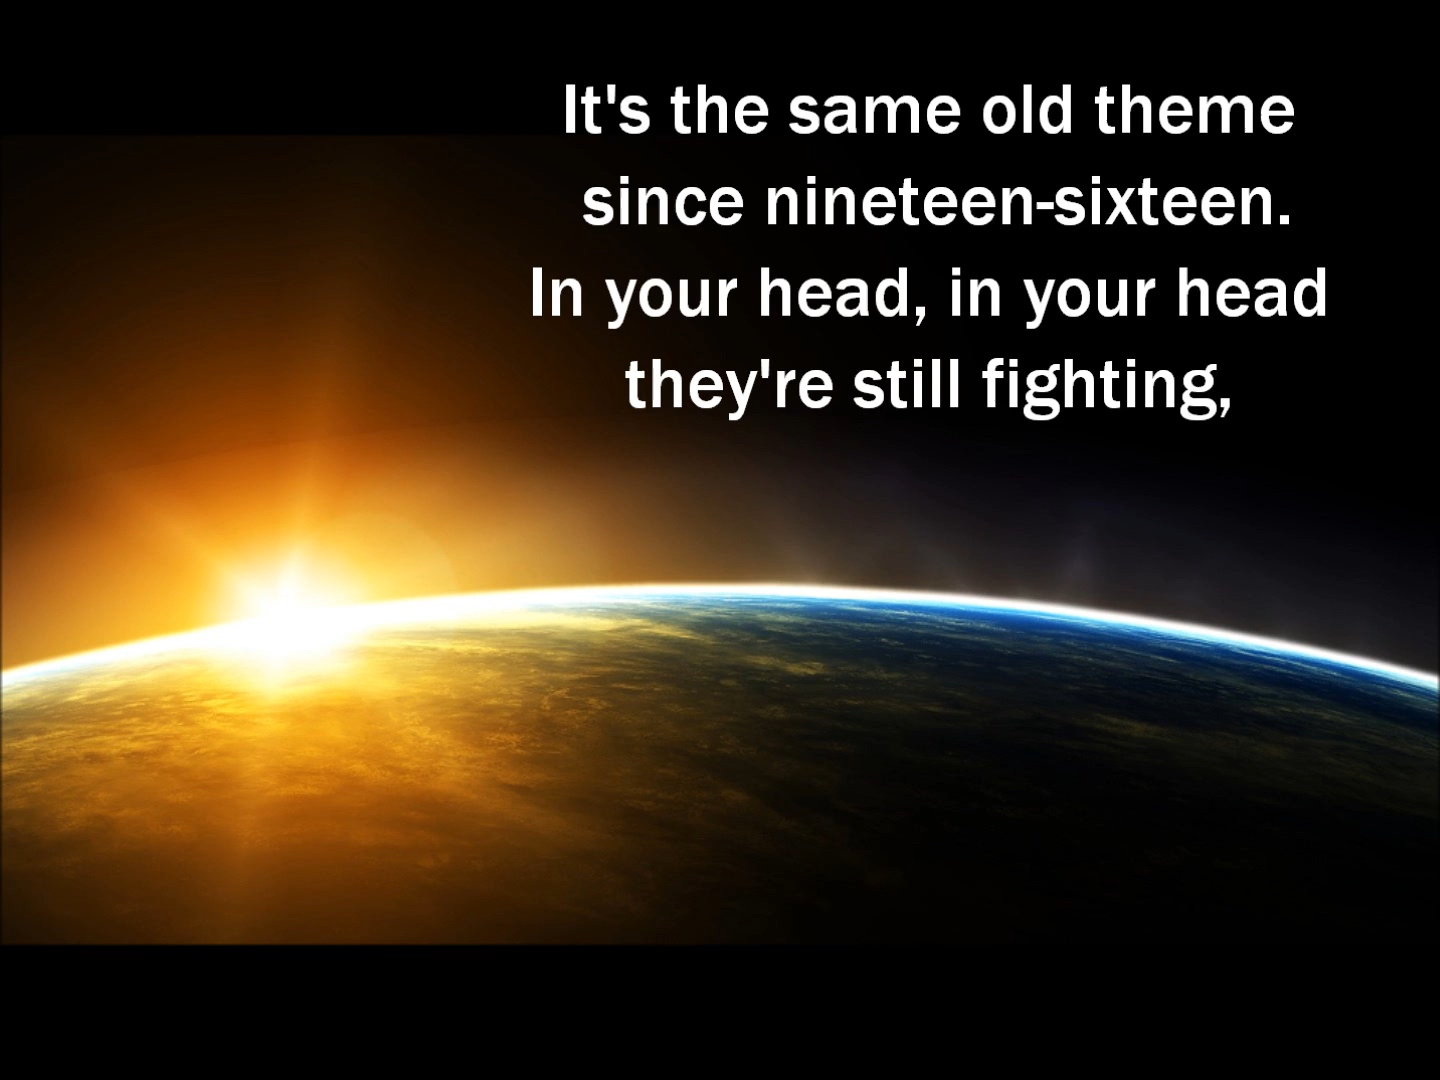 It's the same old theme
since nineteen-sixteen.
In your head, in your head
they're still fighting,